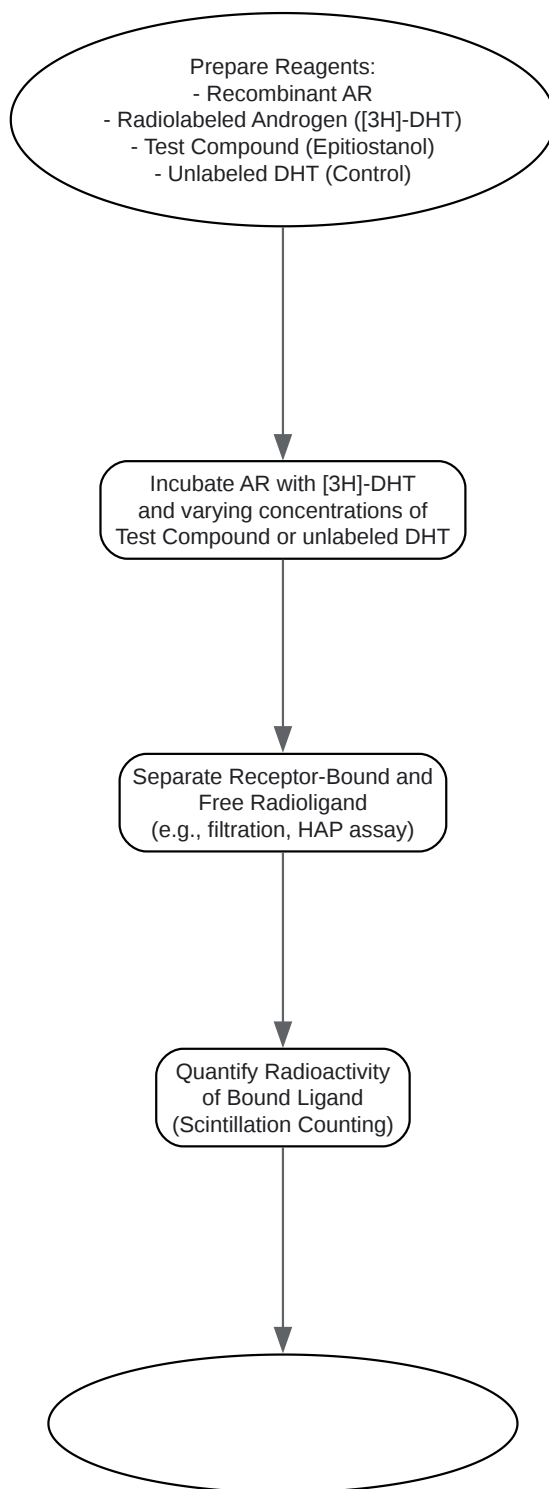 Prepare Reagents:
- Recombinant AR
- Radiolabeled Androgen ([3H]-DHT)
- Test Compound (Epitiostanol)
- Unlabeled DHT (Control)
Incubate AR with [3H]-DHT
and varying concentrations of
Test Compound or unlabeled DHT
Separate Receptor-Bound and
Free Radioligand
(e.g., filtration, HAP assay)
Quantify Radioactivity
of Bound Ligand
(Scintillation Counting)